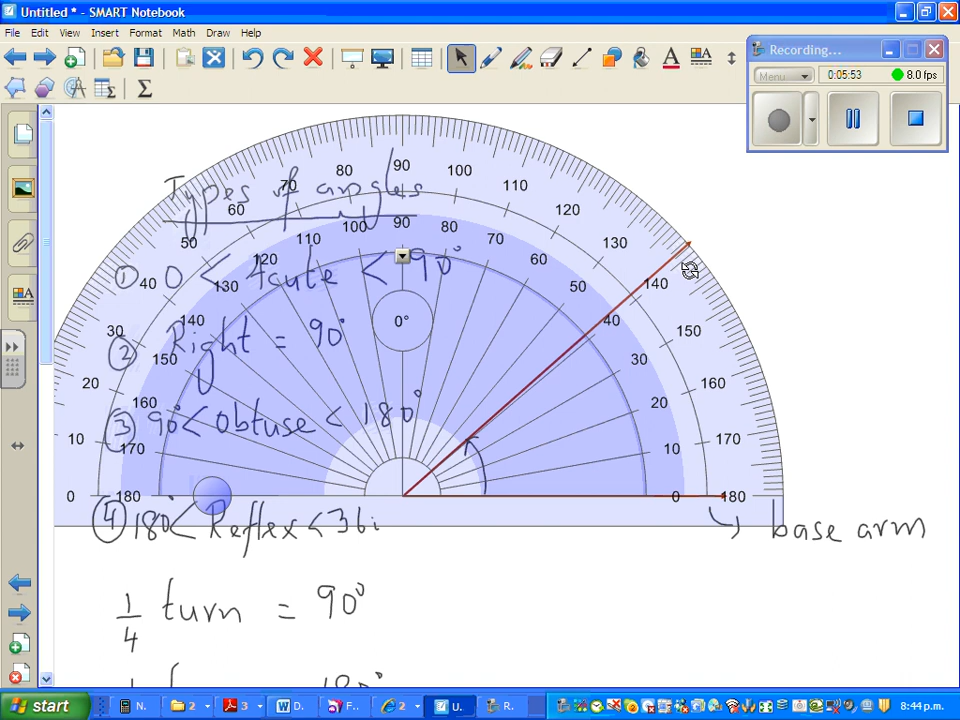 Untitled * - SMART Notebook
File Edit View Insert Format Math Draw Help
Recording...
Menu 0:05:53 8.0 fps
Types of angles
① 0 < Acute < 90°
② Right = 90°
③ 90° < Obtuse < 180°
④ 180° < Reflex < 36
base arm
1/4 turn = 90°
0 10 20 30 40 50 60 70 80 90 100 110 120 130 140 150 160 170 180
180 170 160 150 140 130 120 110 100 90 80 70 60 50 40 30 20 10 0
0°
start N. 2 3 D. F.. 2 U. R. 8:44 p.m.